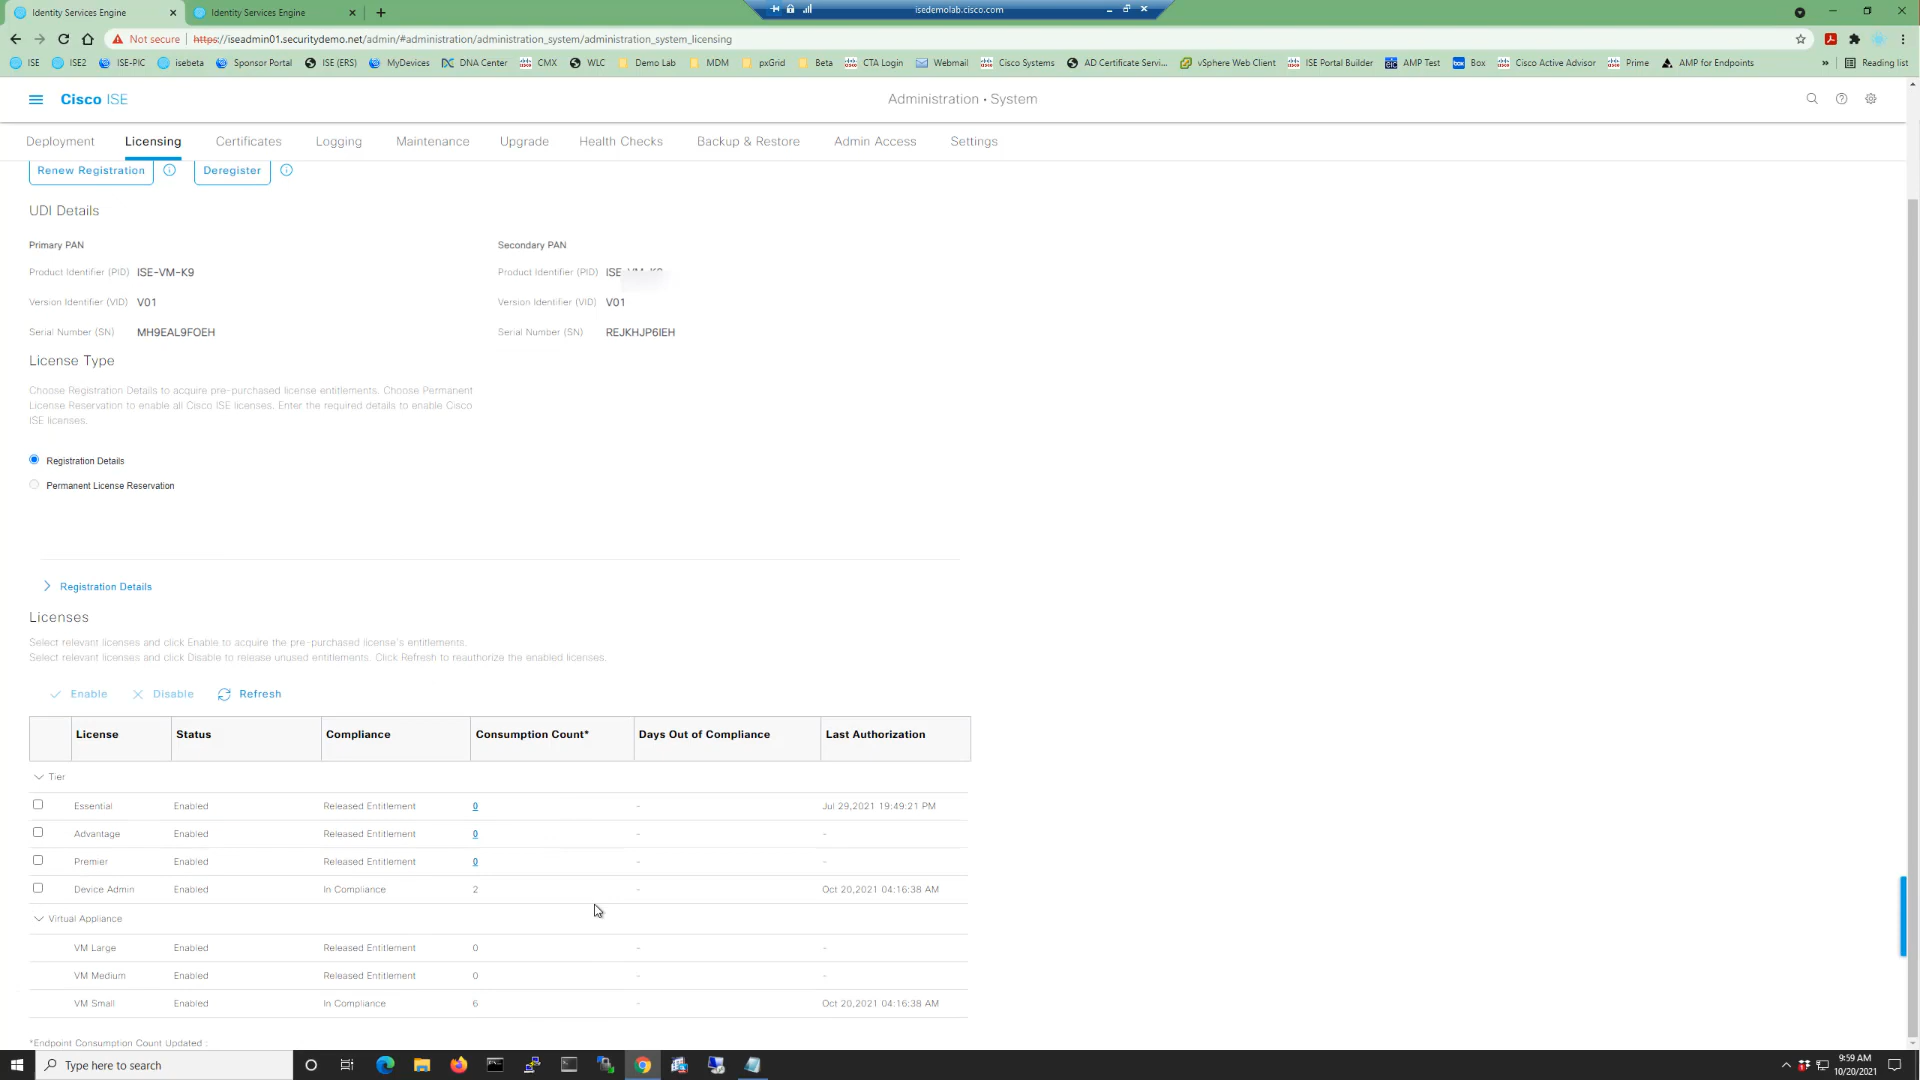 Identity Services Engine
Identity Services Engine
isedemolab.cisco.com
Not secure
https://iseadmin01.securitydemo.net/admin/#administration/administration_system/administration_system_licensing
ISE ISE2 ISE-PIC isebeta Sponsor Portal ISE (ERS) MyDevices DNA Center CMX WLC Demo Lab MDM pxGrid Beta CTA Login Webmail Cisco Systems AD Certificate Servi... vSphere Web Client ISE Portal Builder AMP Test Box Cisco Active Advisor Prime AMP for Endpoints » Reading list
Cisco ISE
Administration • System
Deployment Licensing Certificates Logging Maintenance Upgrade Health Checks Backup & Restore Admin Access Settings
Renew Registration Deregister
UDI Details
Primary PAN Secondary PAN
Product Identifier (PID) ISE-VM-K9 Product Identifier (PID) ISE-VM-K9
Version Identifier (VID) V01 Version Identifier (VID) V01
Serial Number (SN) MH9EAL9FOEH Serial Number (SN) REJKHJP6IEH
License Type
Choose Registration Details to acquire pre-purchased license entitlements. Choose Permanent
License Reservation to enable all Cisco ISE licenses. Enter the required details to enable Cisco
ISE licenses.
Registration Details
Permanent License Reservation
Registration Details
Licenses
Select relevant licenses and click Enable to acquire the pre-purchased license's entitlements.
Select relevant licenses and click Disable to release unused entitlements. Click Refresh to reauthorize the enabled licenses.
Enable Disable Refresh
License Status Compliance Consumption Count* Days Out of Compliance Last Authorization
Tier
Essential Enabled Released Entitlement 0 - Jul 29,2021 19:49:21 PM
Advantage Enabled Released Entitlement 0 - -
Premier Enabled Released Entitlement 0 - -
Device Admin Enabled In Compliance 2 - Oct 20,2021 04:16:38 AM
Virtual Appliance
VM Large Enabled Released Entitlement 0 - -
VM Medium Enabled Released Entitlement 0 - -
VM Small Enabled In Compliance 6 - Oct 20,2021 04:16:38 AM
*Endpoint Consumption Count Updated :
Type here to search
9:59 AM
10/20/2021